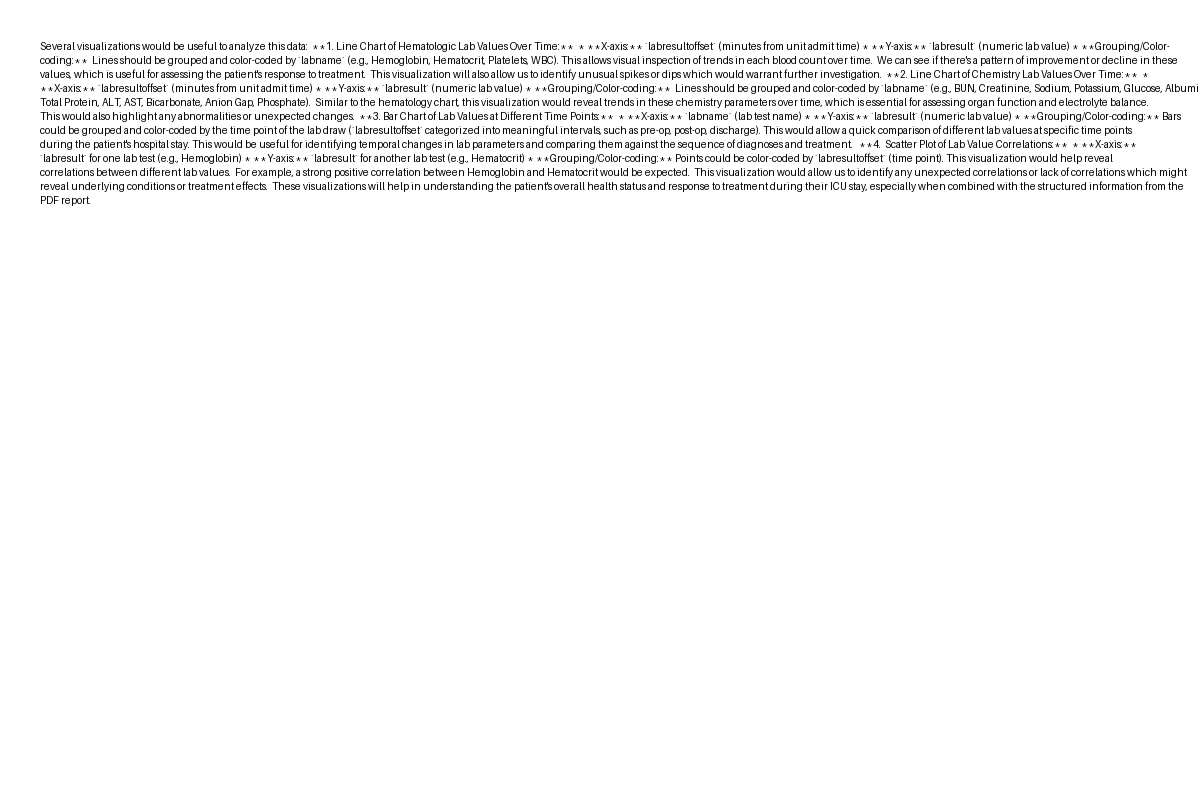 Several visualizations would be useful to analyze this data:  **1. Line Chart of Hematologic Lab Values Over Time:**  * **X-axis:** `labresultoffset` (minutes from unit admit time) * **Y-axis:** `labresult` (numeric lab value) * **Grouping/Color-
coding:**  Lines should be grouped and color-coded by `labname` (e.g., Hemoglobin, Hematocrit, Platelets, WBC). This allows visual inspection of trends in each blood count over time.  We can see if there's a pattern of improvement or decline in these
values, which is useful for assessing the patient's response to treatment.  This visualization will also allow us to identify unusual spikes or dips which would warrant further investigation.  **2. Line Chart of Chemistry Lab Values Over Time:**  *
**X-axis:** `labresultoffset` (minutes from unit admit time) * **Y-axis:** `labresult` (numeric lab value) * **Grouping/Color-coding:**  Lines should be grouped and color-coded by `labname` (e.g., BUN, Creatinine, Sodium, Potassium, Glucose, Albumi
Total Protein, ALT, AST, Bicarbonate, Anion Gap, Phosphate).  Similar to the hematology chart, this visualization would reveal trends in these chemistry parameters over time, which is essential for assessing organ function and electrolyte balance.
This would also highlight any abnormalities or unexpected changes.  **3. Bar Chart of Lab Values at Different Time Points:**  * **X-axis:** `labname` (lab test name) * **Y-axis:** `labresult` (numeric lab value) * **Grouping/Color-coding:** Bars
could be grouped and color-coded by the time point of the lab draw (`labresultoffset` categorized into meaningful intervals, such as pre-op, post-op, discharge). This would allow a quick comparison of different lab values at specific time points
during the patient's hospital stay.  This would be useful for identifying temporal changes in lab parameters and comparing them against the sequence of diagnoses and treatment.  **4.  Scatter Plot of Lab Value Correlations:**  * **X-axis:**
`labresult` for one lab test (e.g., Hemoglobin) * **Y-axis:** `labresult` for another lab test (e.g., Hematocrit) * **Grouping/Color-coding:** Points could be color-coded by `labresultoffset` (time point). This visualization would help reveal
correlations between different lab values.  For example, a strong positive correlation between Hemoglobin and Hematocrit would be expected.  This visualization would allow us to identify any unexpected correlations or lack of correlations which might
reveal underlying conditions or treatment effects.  These visualizations will help in understanding the patient's overall health status and response to treatment during their ICU stay, especially when combined with the structured information from the
PDF report.